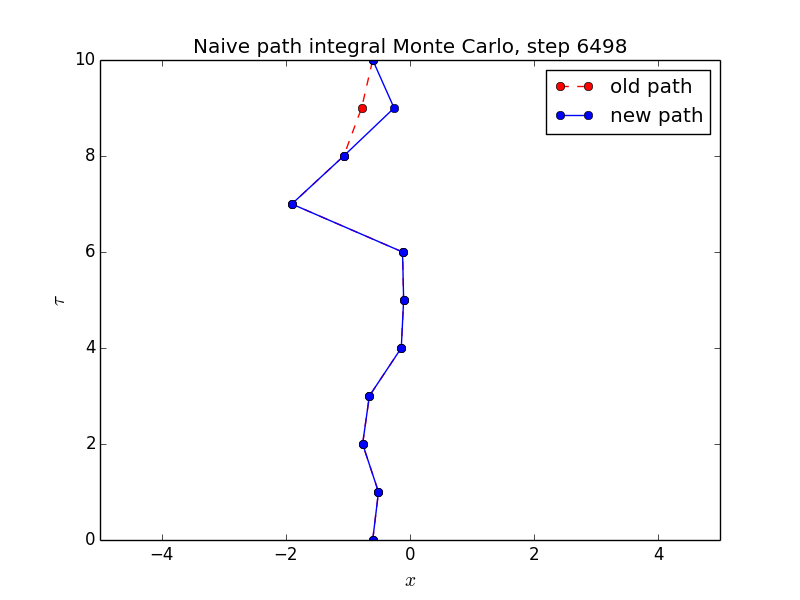 Naive path integral Monte Carlo, step 6498
10
old path
new path
8
6
τ
4
2
0
−4 −2 0 2 4
x